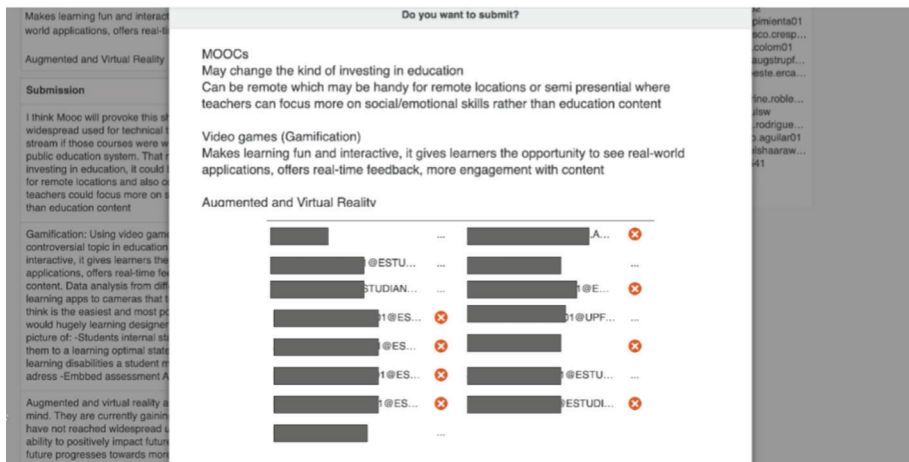 Do you want to submit?
MOOCs
May change the kind of investing in education
Can be remote which may be handy for remote locations or semi presential where
teachers can focus more on social/emotional skills rather than education content
Video games (Gamification)
Makes learning fun and interactive, it gives learners the opportunity to see real-world
applications, offers real-time feedback, more engagement with content
Augmented and Virtual Reality
... .A...
@ESTU... ... ...
STUDIAN... ... 1@E...
01@ES... 01@UPF... ...
@ES...
1@ES... @ESTU... ...
1@ES... @ESTUDI...
...
Makes learning fun and interact
world applications, offers real-ti
Augmented and Virtual Reality
Submission
I think Mooc will provoke this sh
widespread used for technical t
stream if those courses were w
public education system. That r
investing in education, it could
for remote locations and also c
teachers could focus more on s
than education content
Gamification: Using video gam
controversial topic in education
interactive, it gives learners the
applications, offers real-time fe
content. Data analysis from diff
learning apps to cameras that t
think is the easiest and most po
would hugely learning designer
picture of: -Students internal st
them to a learning optimal state
learning disabilities a student m
adress -Embbed assessment A
Augmented and virtual reality a
mind. They are currently gainin
have not reached widespread u
ability to positively impact futur
future progresses towards mor
pimienta01
sco.cresp...
.colom01
augstrupf...
este.erca...
rine.roble...
ulsw
.rodrigue...
o.aguilar01
elshaaraw...
41